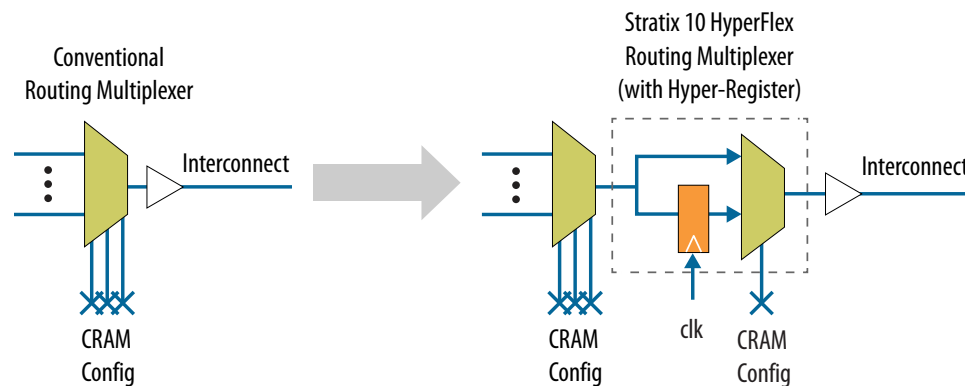 Conventional
Routing Multiplexer
Interconnect
CRAM
Config
Stratix 10 HyperFlex
Routing Multiplexer
(with Hyper-Register)
Interconnect
CRAM
Config
clk
CRAM
Config